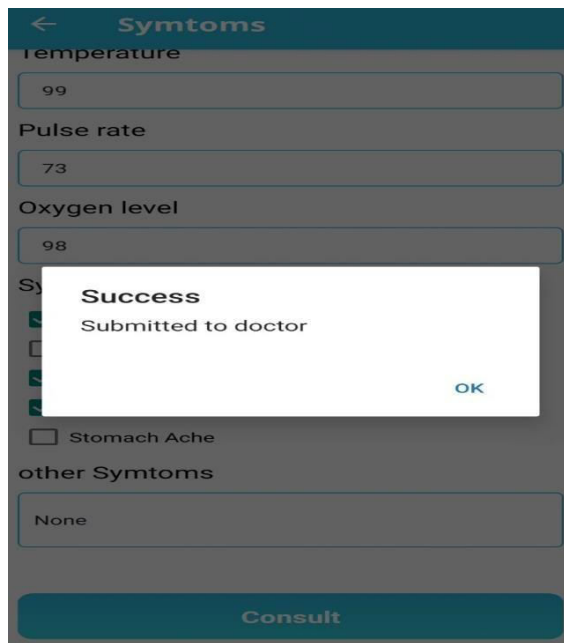 Symtoms
Temperature
99
Pulse rate
73
Oxygen level
98
Sy
Success
Submitted to doctor
OK
Stomach Ache
other Symtoms
None
Consult